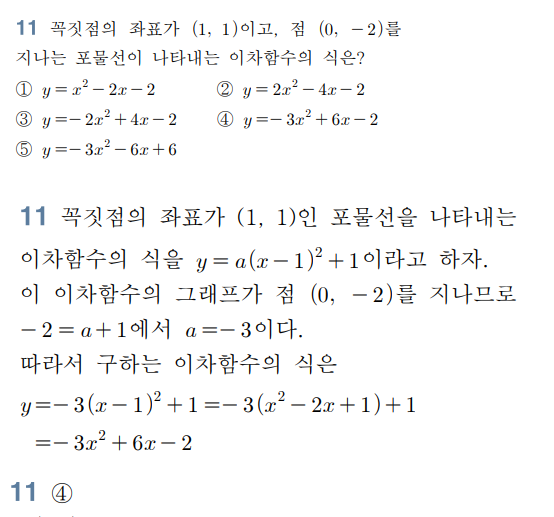 11 꼭짓점의 좌표가 (1, 1)이고, 점 (0, -2)를
지나는 포물선이 나타내는 이차함수의 식은?
① y=x²-2x-2 ② y=2x²-4x-2
③ y=-2x²+4x-2 ④ y=-3x²+6x-2
⑤ y=-3x²-6x+6
11 꼭짓점의 좌표가 (1, 1)인 포물선을 나타내는
이차함수의 식을 y=a(x-1)²+1이라고 하자.
이 이차함수의 그래프가 점 (0, -2)를 지나므로
-2=a+1에서 a=-3이다.
따라서 구하는 이차함수의 식은
y=-3(x-1)²+1=-3(x²-2x+1)+1
=-3x²+6x-2
11 ④